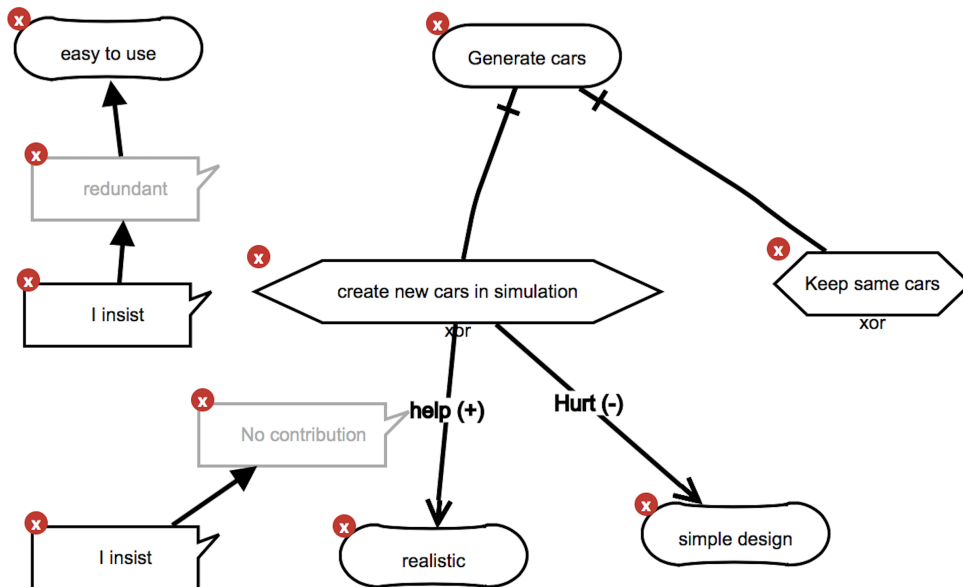 x
easy to use
x
Generate cars
x
redundant
x
I insist
x
create new cars in simulation
xor
x
Keep same cars
xor
help (+)
Hurt (-)
x
No contribution
x
I insist
x
realistic
x
simple design